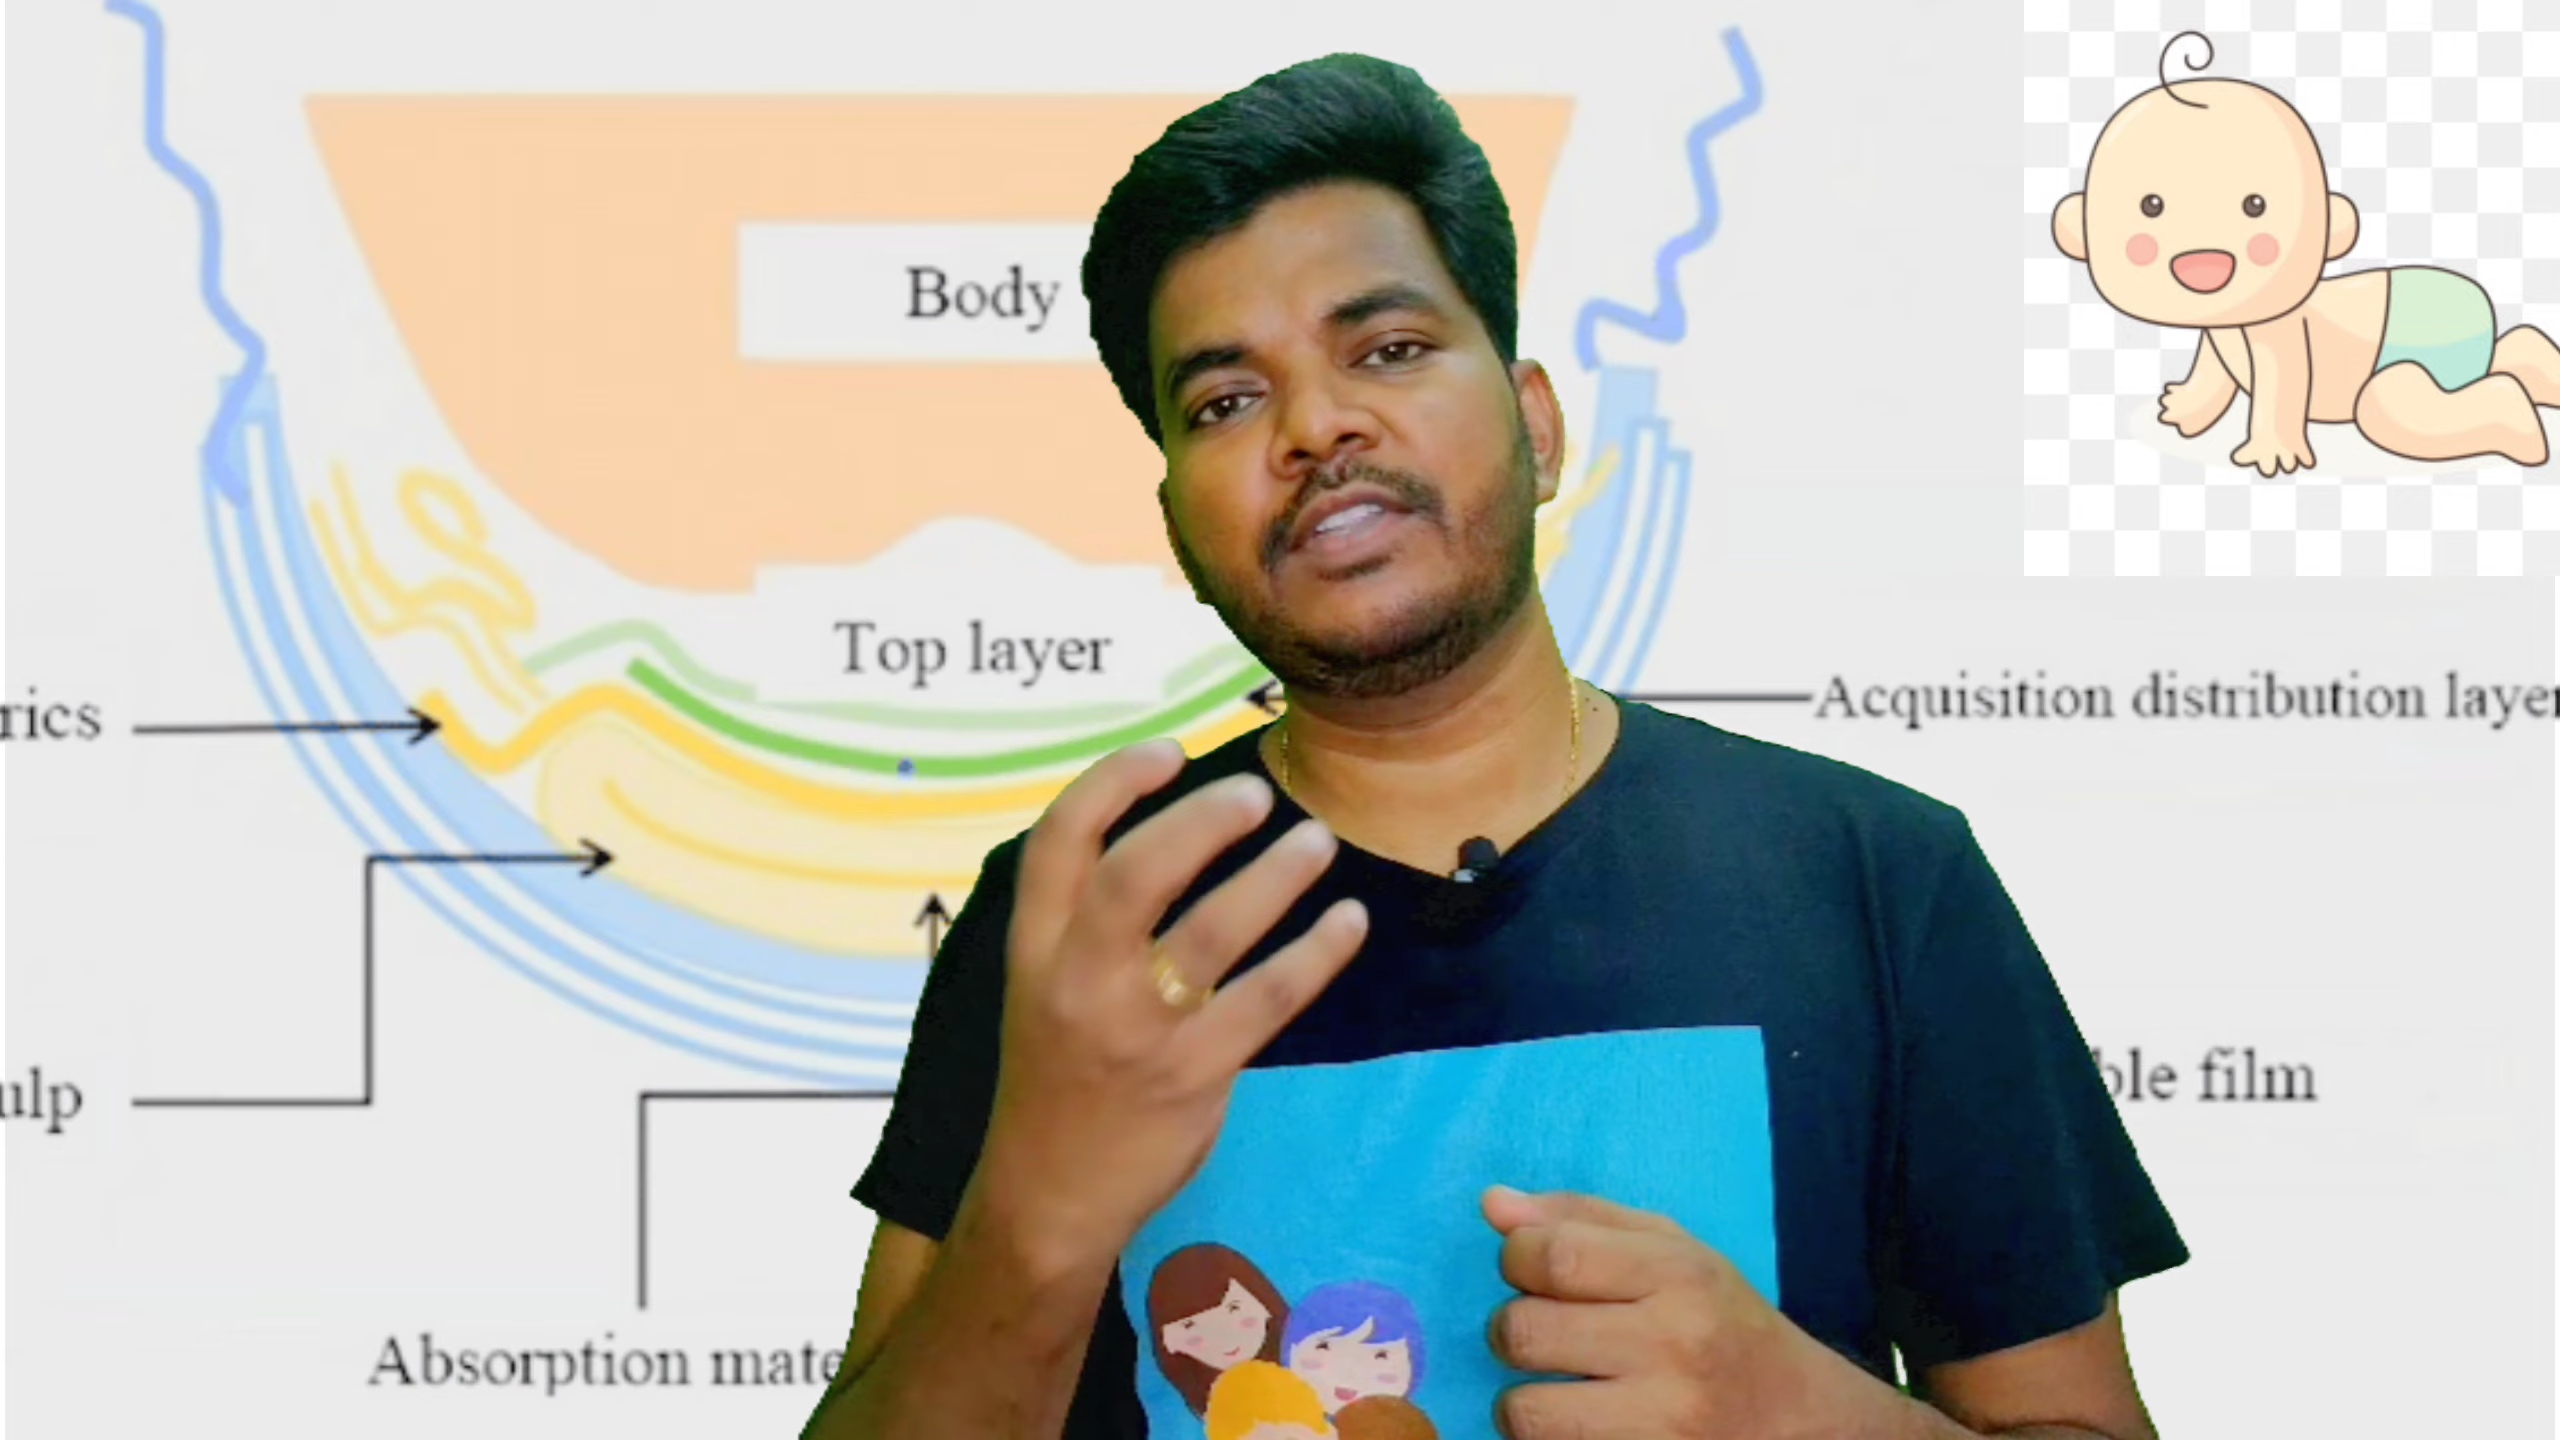 Body
Top layer
rics
Acquisition distribution layer
ulp
ble film
Absorption mate